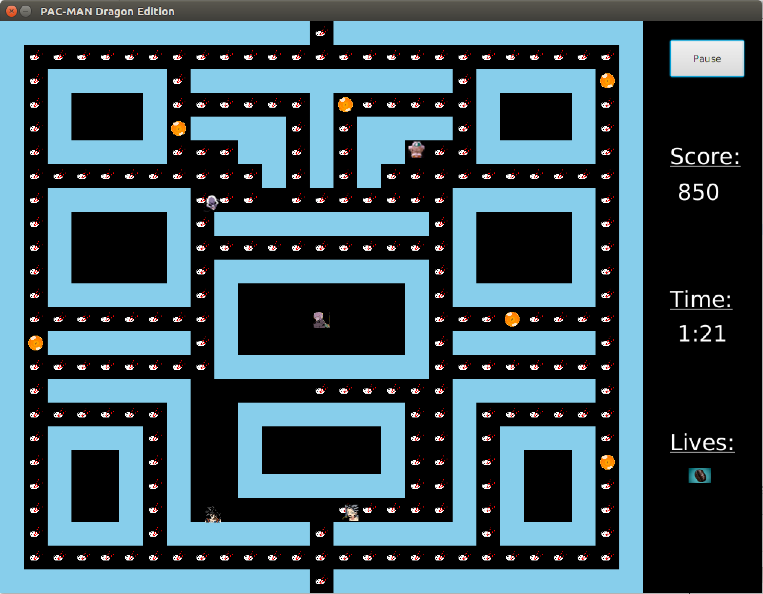 PAC-MAN Dragon Edition
Pause
Score:
850
Time:
1:21
Lives: